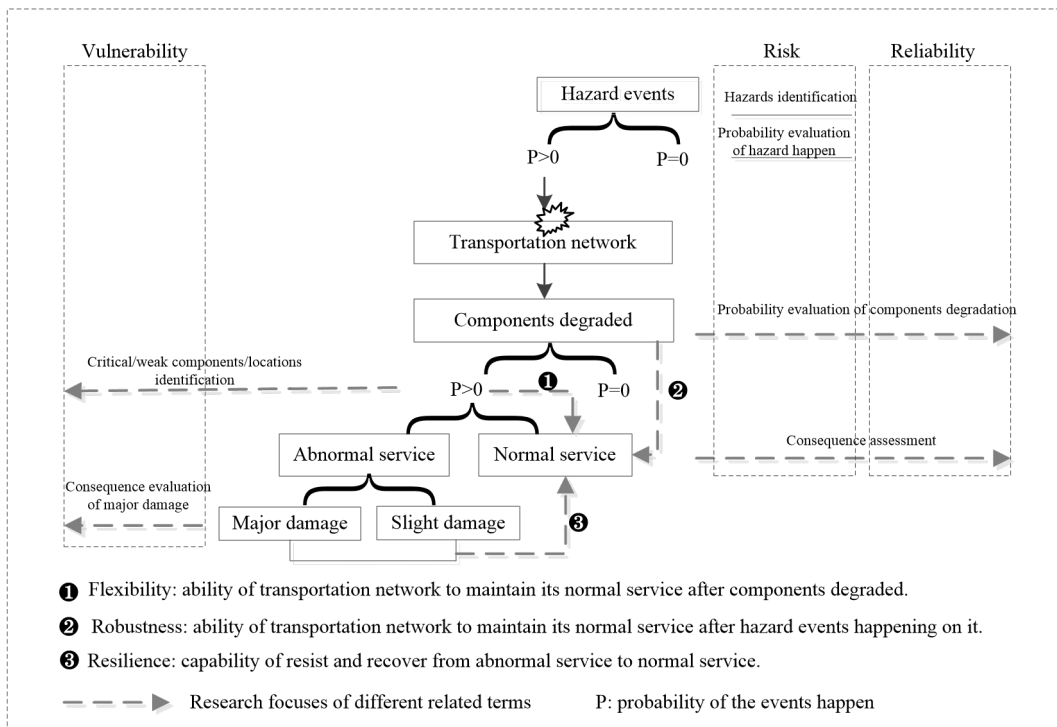 Vulnerability
Risk
Reliability
Hazard events
Hazards identification
Probability evaluation
of hazard happen
P>0
P=0
Transportation network
Components degraded
Probability evaluation of components degradation
Critical/weak components/locations
identification
P>0
❶
P=0
❷
Abnormal service
Normal service
Consequence assessment
Consequence evaluation
of major damage
Major damage
Slight damage
❸
❶ Flexibility: ability of transportation network to maintain its normal service after components degraded.
❷ Robustness: ability of transportation network to maintain its normal service after hazard events happening on it.
❸ Resilience: capability of resist and recover from abnormal service to normal service.
Research focuses of different related terms
P: probability of the events happen